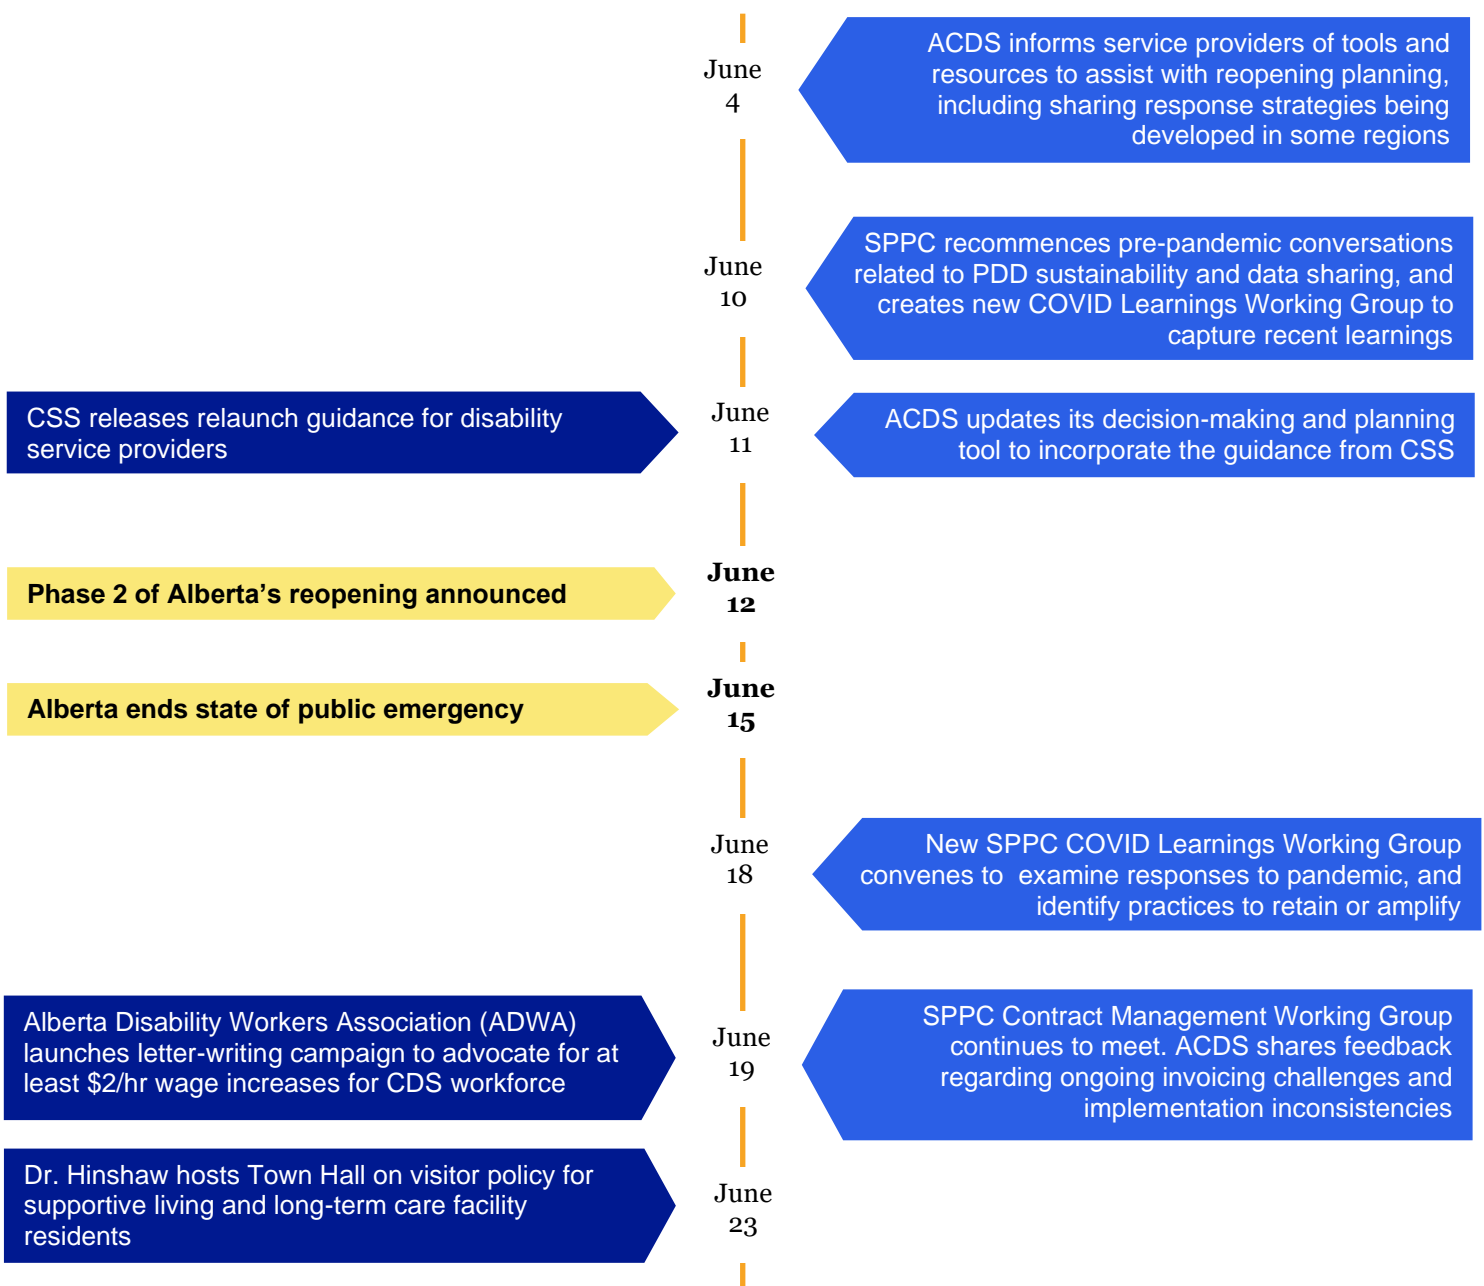 June
4
ACDS informs service providers of tools and
resources to assist with reopening planning,
including sharing response strategies being
developed in some regions
June
10
SPPC recommences pre-pandemic conversations
related to PDD sustainability and data sharing, and
creates new COVID Learnings Working Group to
capture recent learnings
CSS releases relaunch guidance for disability
service providers
June
11
ACDS updates its decision-making and planning
tool to incorporate the guidance from CSS
Phase 2 of Alberta’s reopening announced
June
12
Alberta ends state of public emergency
June
15
June
18
New SPPC COVID Learnings Working Group
convenes to  examine responses to pandemic, and
identify practices to retain or amplify
Alberta Disability Workers Association (ADWA)
launches letter-writing campaign to advocate for at
least $2/hr wage increases for CDS workforce
June
19
SPPC Contract Management Working Group
continues to meet. ACDS shares feedback
regarding ongoing invoicing challenges and
implementation inconsistencies
Dr. Hinshaw hosts Town Hall on visitor policy for
supportive living and long-term care facility
residents
June
23